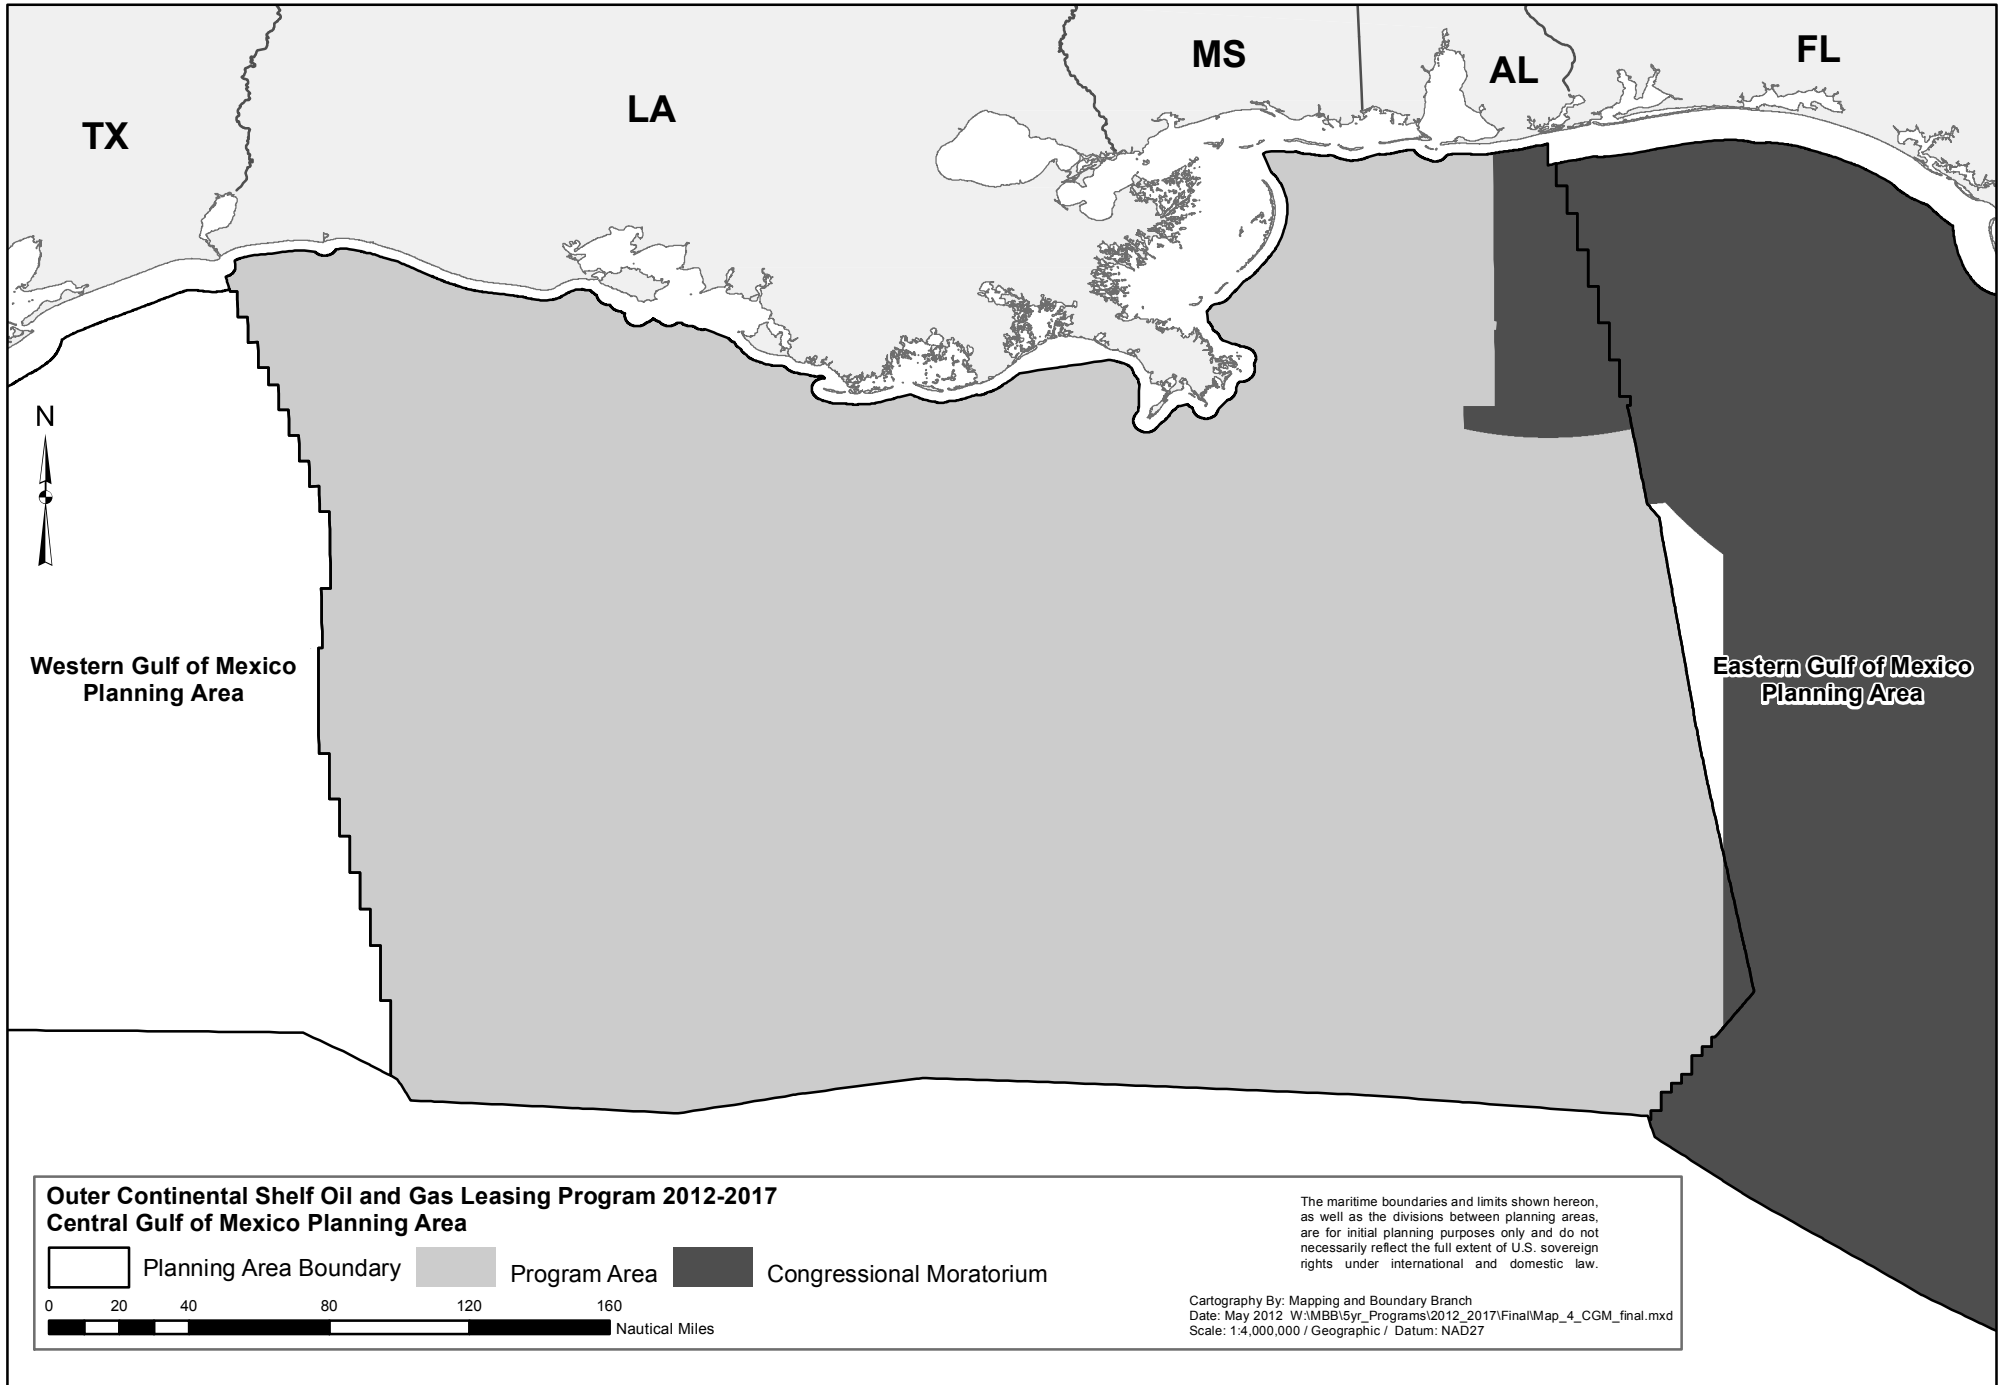 TX
LA
MS
AL
FL
N
Western Gulf of Mexico
Planning Area
Eastern Gulf of Mexico
Planning Area
Outer Continental Shelf Oil and Gas Leasing Program 2012-2017
Central Gulf of Mexico Planning Area
Planning Area Boundary
Program Area
Congressional Moratorium
0 20 40 80 120 160
Nautical Miles
The maritime boundaries and limits shown hereon,
as well as the divisions between planning areas,
are for initial planning purposes only and do not
necessarily reflect the full extent of U.S. sovereign
rights under international and domestic law.
Cartography By: Mapping and Boundary Branch
Date: May 2012 W:\MBB\5yr_Programs\2012_2017\Final\Map_4_CGM_final.mxd
Scale: 1:4,000,000 / Geographic / Datum: NAD27